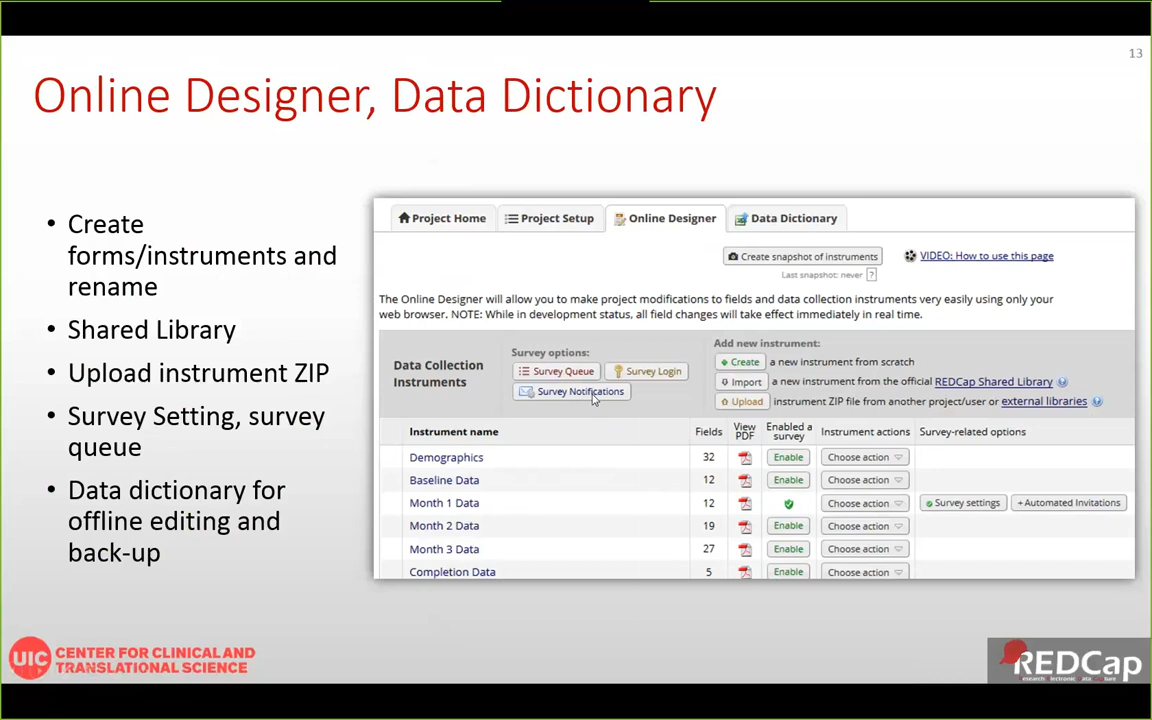 13
Online Designer, Data Dictionary
• Create
forms/instruments and
rename
• Shared Library
• Upload instrument ZIP
• Survey Setting, survey
queue
• Data dictionary for
offline editing and
back-up
Project Home Project Setup Online Designer Data Dictionary
Create snapshot of instruments VIDEO: How to use this page
Last snapshot: never ?
The Online Designer will allow you to make project modifications to fields and data collection instruments very easily using only your
web browser. NOTE: While in development status, all field changes will take effect immediately in real time.
Data Collection
Instruments
Survey options:
Survey Queue Survey Login
Survey Notifications
Add new instrument:
Create a new instrument from scratch
Import a new instrument from the official REDCap Shared Library ?
Upload instrument ZIP file from another project/user or external libraries ?
Instrument name Fields View PDF Enabled a survey Instrument actions Survey-related options
Demographics 32 Enable Choose action
Baseline Data 12 Enable Choose action
Month 1 Data 12 Choose action Survey settings + Automated Invitations
Month 2 Data 19 Enable Choose action
Month 3 Data 27 Enable Choose action
Completion Data 5 Enable Choose action
UIC CENTER FOR CLINICAL AND
TRANSLATIONAL SCIENCE
REDCap
Research Electronic Data Capture